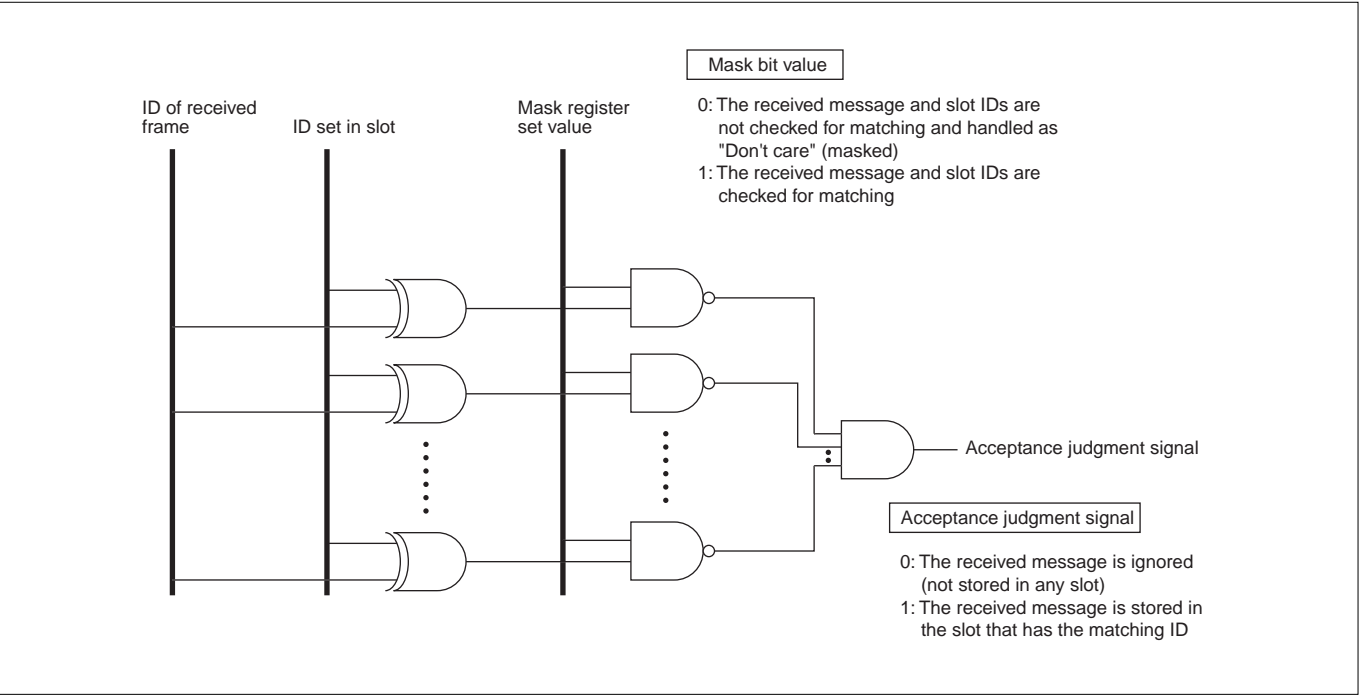 Mask bit value
ID of received
frame
ID set in slot
Mask register
set value
0: The received message and slot IDs are
not checked for matching and handled as
"Don't care" (masked)
1: The received message and slot IDs are
checked for matching
Acceptance judgment signal
Acceptance judgment signal
0: The received message is ignored
(not stored in any slot)
1: The received message is stored in
the slot that has the matching ID